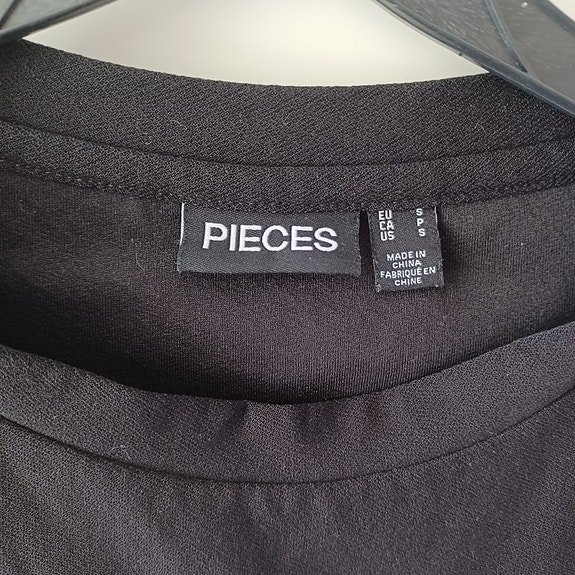 PIECES
EU S
CA P
US S
MADE IN
CHINA
FABRIQUÉ EN
CHINE